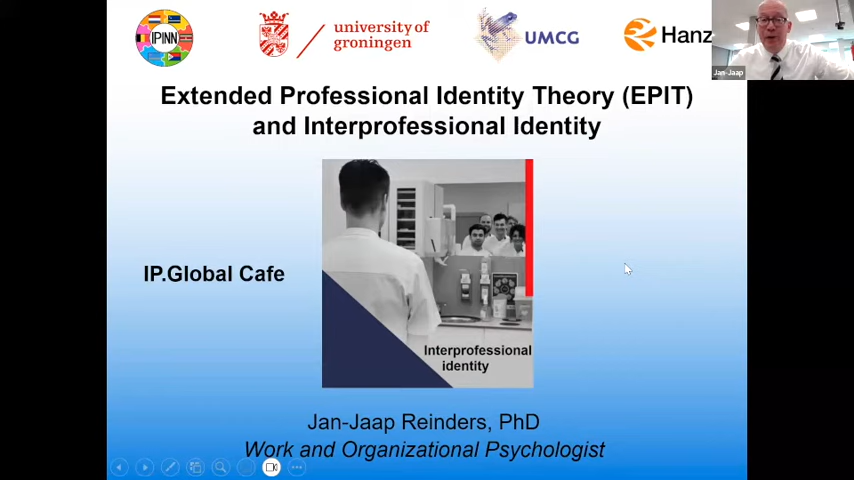 IPINN
university of
groningen
UMCG
Hanz
Jan-Jaap
Extended Professional Identity Theory (EPIT)
and Interprofessional Identity
IP.Global Cafe
Interprofessional
identity
Jan-Jaap Reinders, PhD
Work and Organizational Psychologist